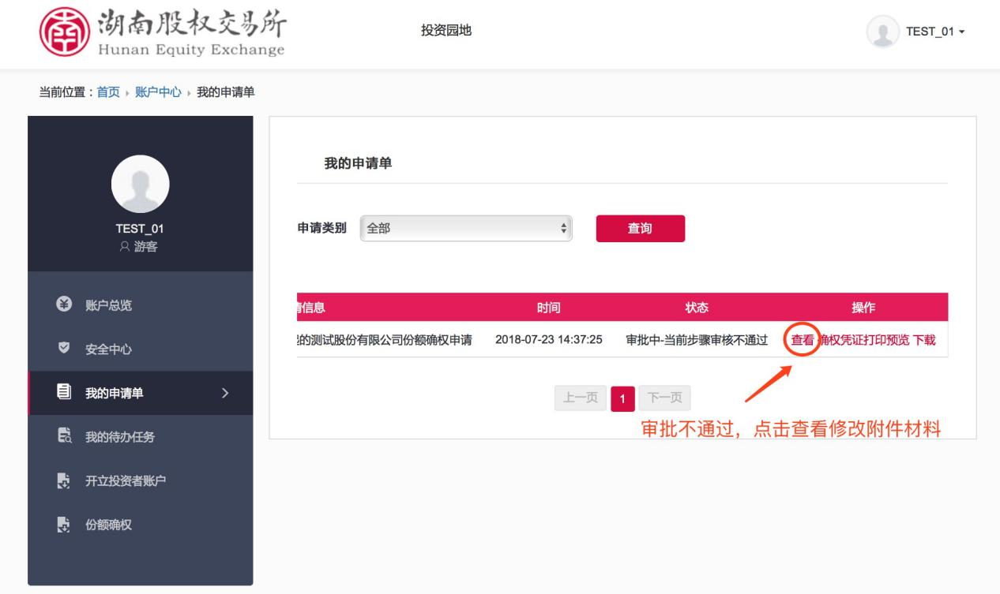 湖南股权交易所
Hunan Equity Exchange
投资园地
TEST_01
当前位置：首页 账户中心 我的申请单
TEST_01
游客
账户总览
安全中心
我的申请单
我的待办任务
开立投资者账户
份额确权
我的申请单
申请类别 全部 查询
信息 时间 状态 操作
的测试股份有限公司份额确权申请 2018-07-23 14:37:25 审批中-当前步骤审核不通过 查看 确权凭证打印预览 下载
上一页 1 下一页
审批不通过，点击查看修改附件材料